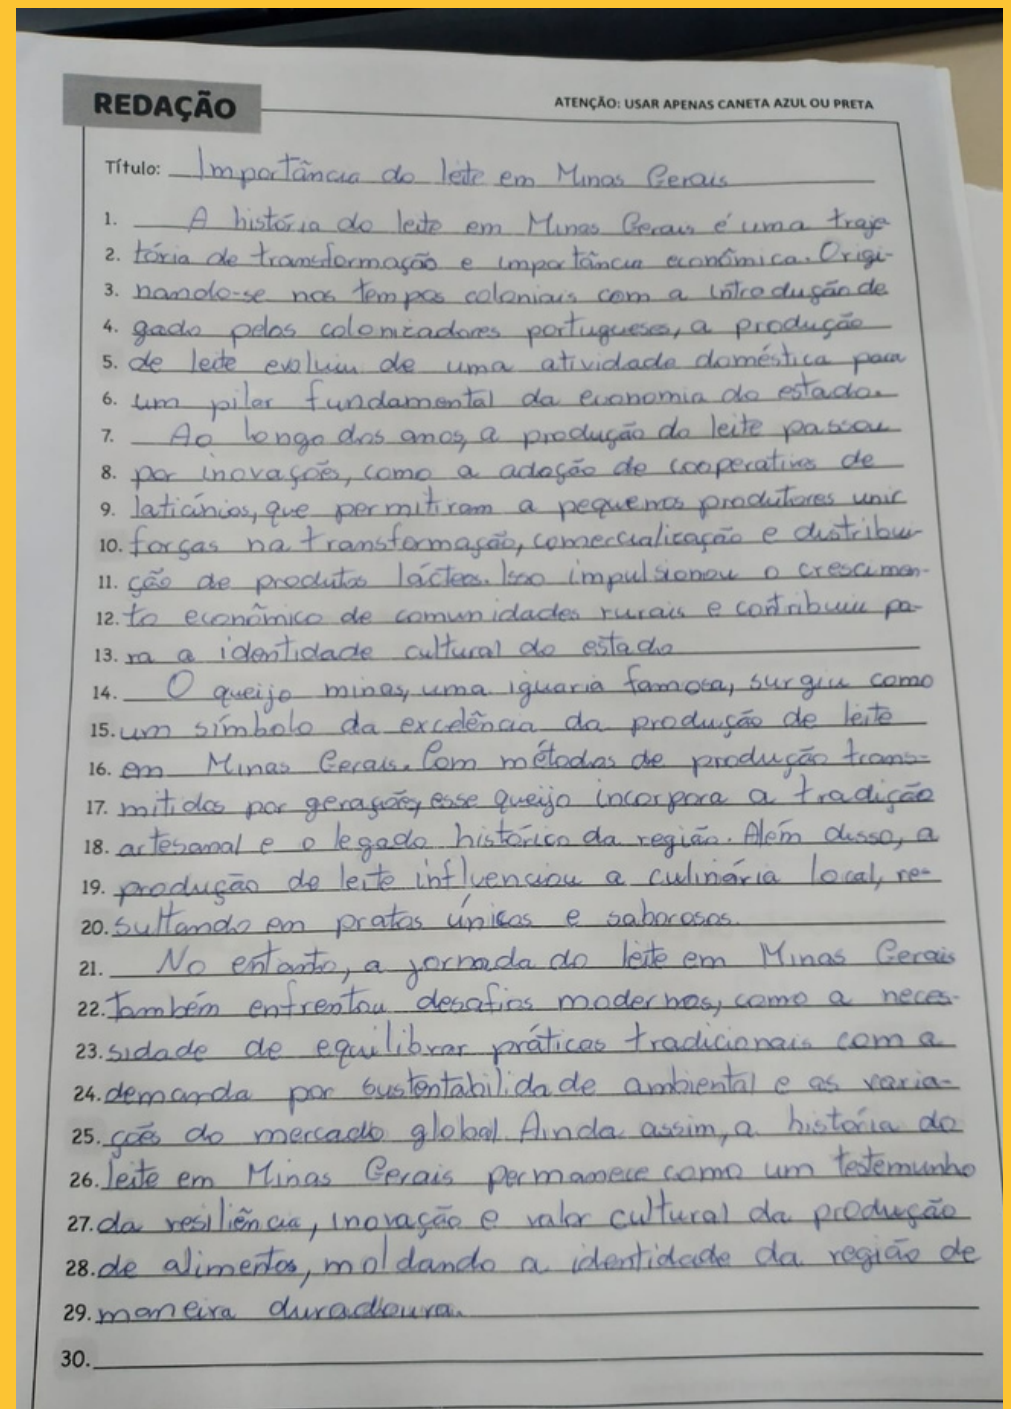 REDAÇÃO
ATENÇÃO: USAR APENAS CANETA AZUL OU PRETA
Título: Importância do leite em Minas Gerais
1. A história do leite em Minas Gerais é uma traje
2. tória de transformação e importância econômica. Origi-
3. nando-se nos tempos coloniais com a introdução de
4. gado pelos colonizadores portugueses, a produção
5. de leite evoluiu de uma atividade doméstica para
6. um pilar fundamental da economia do estado.
7. Ao longo dos anos, a produção do leite passou
8. por inovações, como a adoção de cooperativas de
9. laticínios, que permitiram a pequenos produtores unir
10. forças na transformação, comercialização e distribui-
11. ção de produtos lácteos. Isso impulsionou o crescimen-
12. to econômico de comunidades rurais e contribuiu pa-
13. ra a identidade cultural do estado
14. O queijo minas, uma iguaria famosa, surgiu como
15. um símbolo da excelência da produção de leite
16. em Minas Gerais. Com métodos de produção trans-
17. mitidos por gerações, esse queijo incorpora a tradição
18. artesanal e o legado histórico da região. Além disso, a
19. produção de leite influenciou a culinária local, re-
20. sultando em pratos únicos e saborosos.
21. No entanto, a jornada do leite em Minas Gerais
22. também enfrentou desafios modernos, como a neces-
23. sidade de equilibrar práticas tradicionais com a
24. demanda por sustentabilidade ambiental e as varia-
25. ções do mercado global. Ainda assim, a história do
26. leite em Minas Gerais permanece como um testemunho
27. da resiliência, inovação e valor cultural da produção
28. de alimentos, moldando a identidade da região de
29. maneira duradoura.
30.